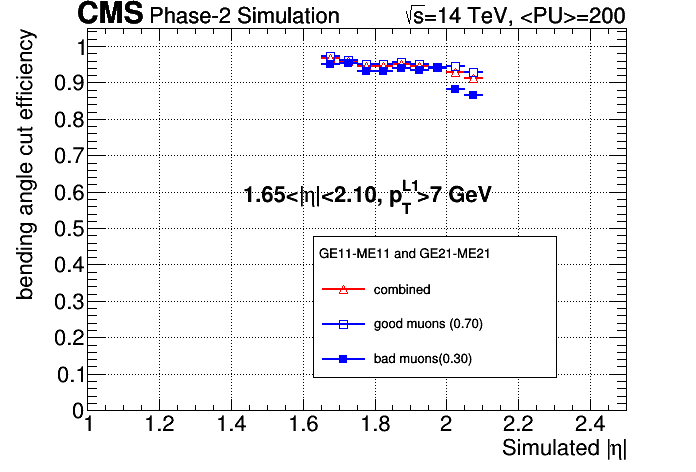 CMS Phase-2 Simulation √s=14 TeV, <PU>=200
bending angle cut efficiency
1
0.9
0.8
0.7
0.6
0.5
0.4
0.3
0.2
0.1
0
1.65<|η|<2.10, p_T^L1>7 GeV
GE11-ME11 and GE21-ME21
combined
good muons (0.70)
bad muons(0.30)
1 1.2 1.4 1.6 1.8 2 2.2 2.4
Simulated |η|